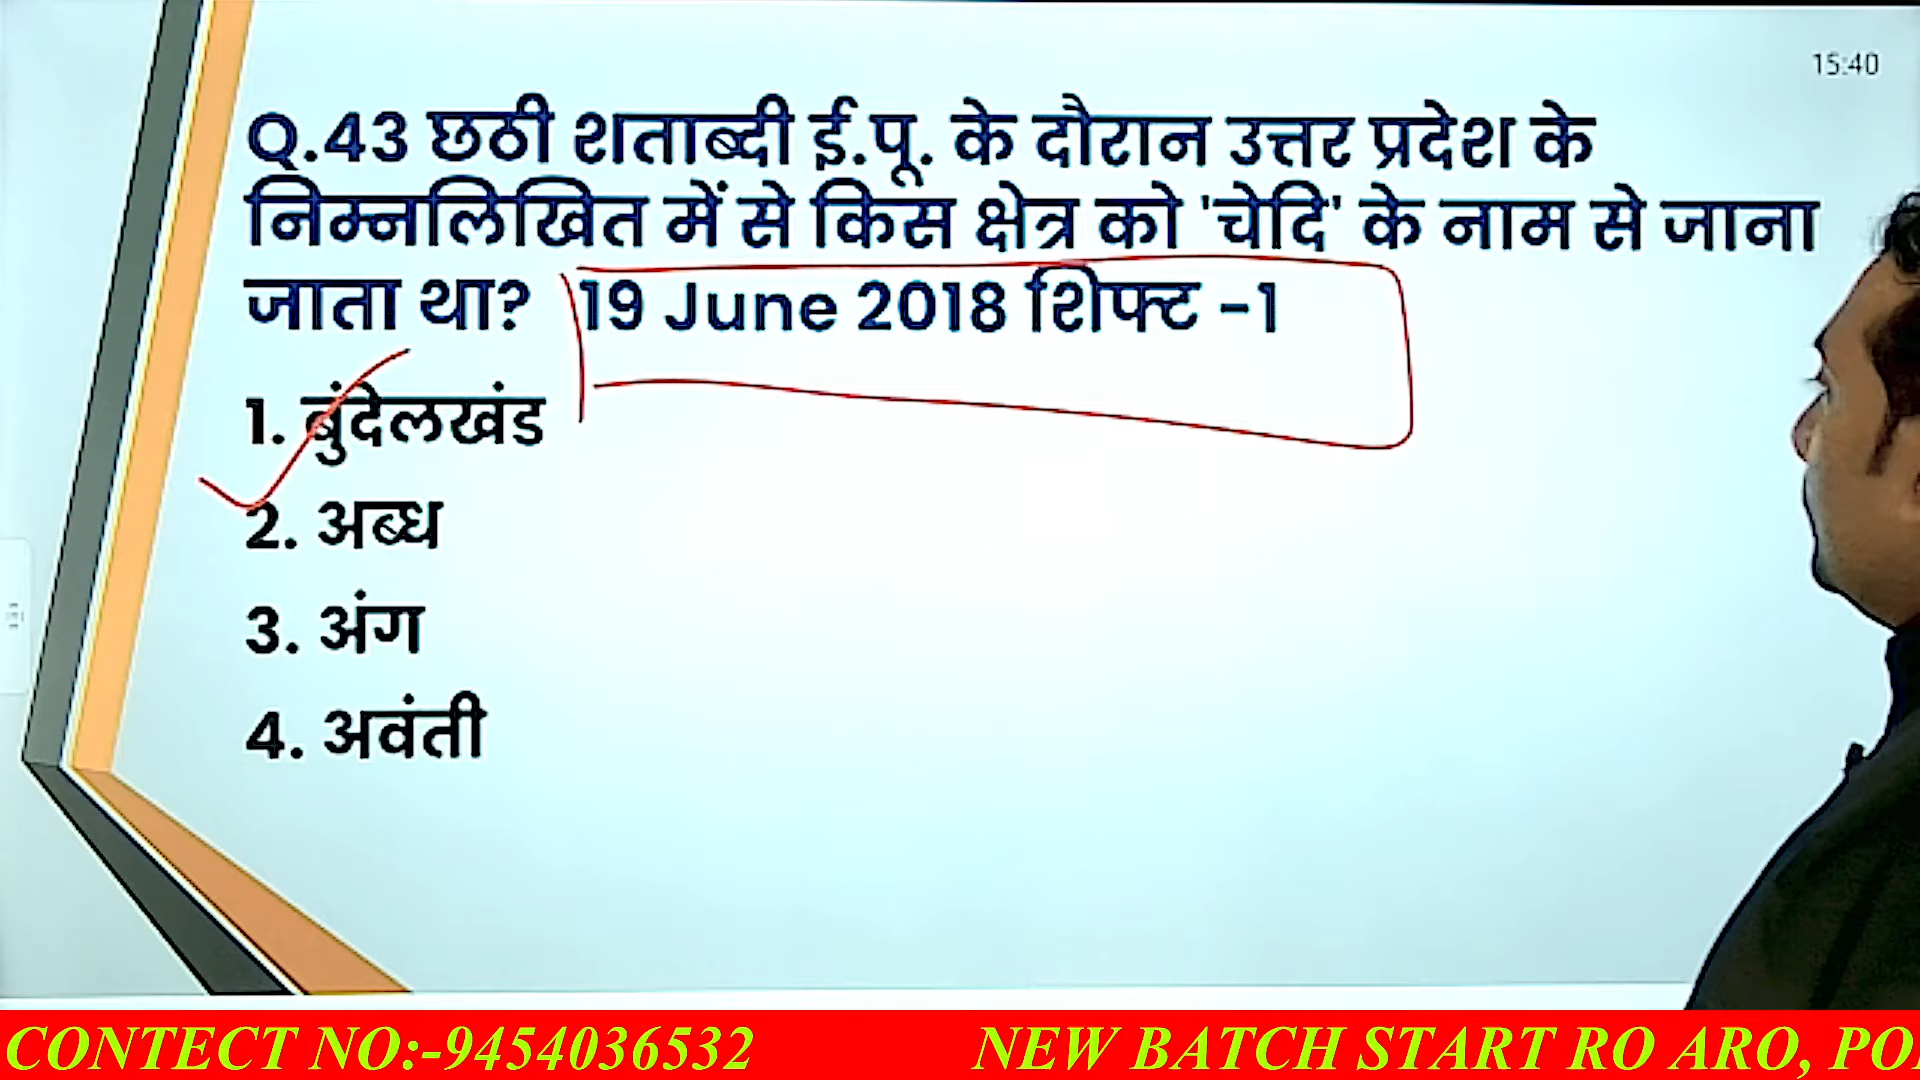 15:40
Q.43 छठी शताब्दी ई.पू. के दौरान उत्तर प्रदेश के
निम्नलिखित में से किस क्षेत्र को 'चेदि' के नाम से जाना
जाता था? 19 June 2018 शिफ्ट -1
1. बुंदेलखंड
2. अब्ध
3. अंग
4. अवंती
CONTECT NO:-9454036532 NEW BATCH START RO ARO, PO